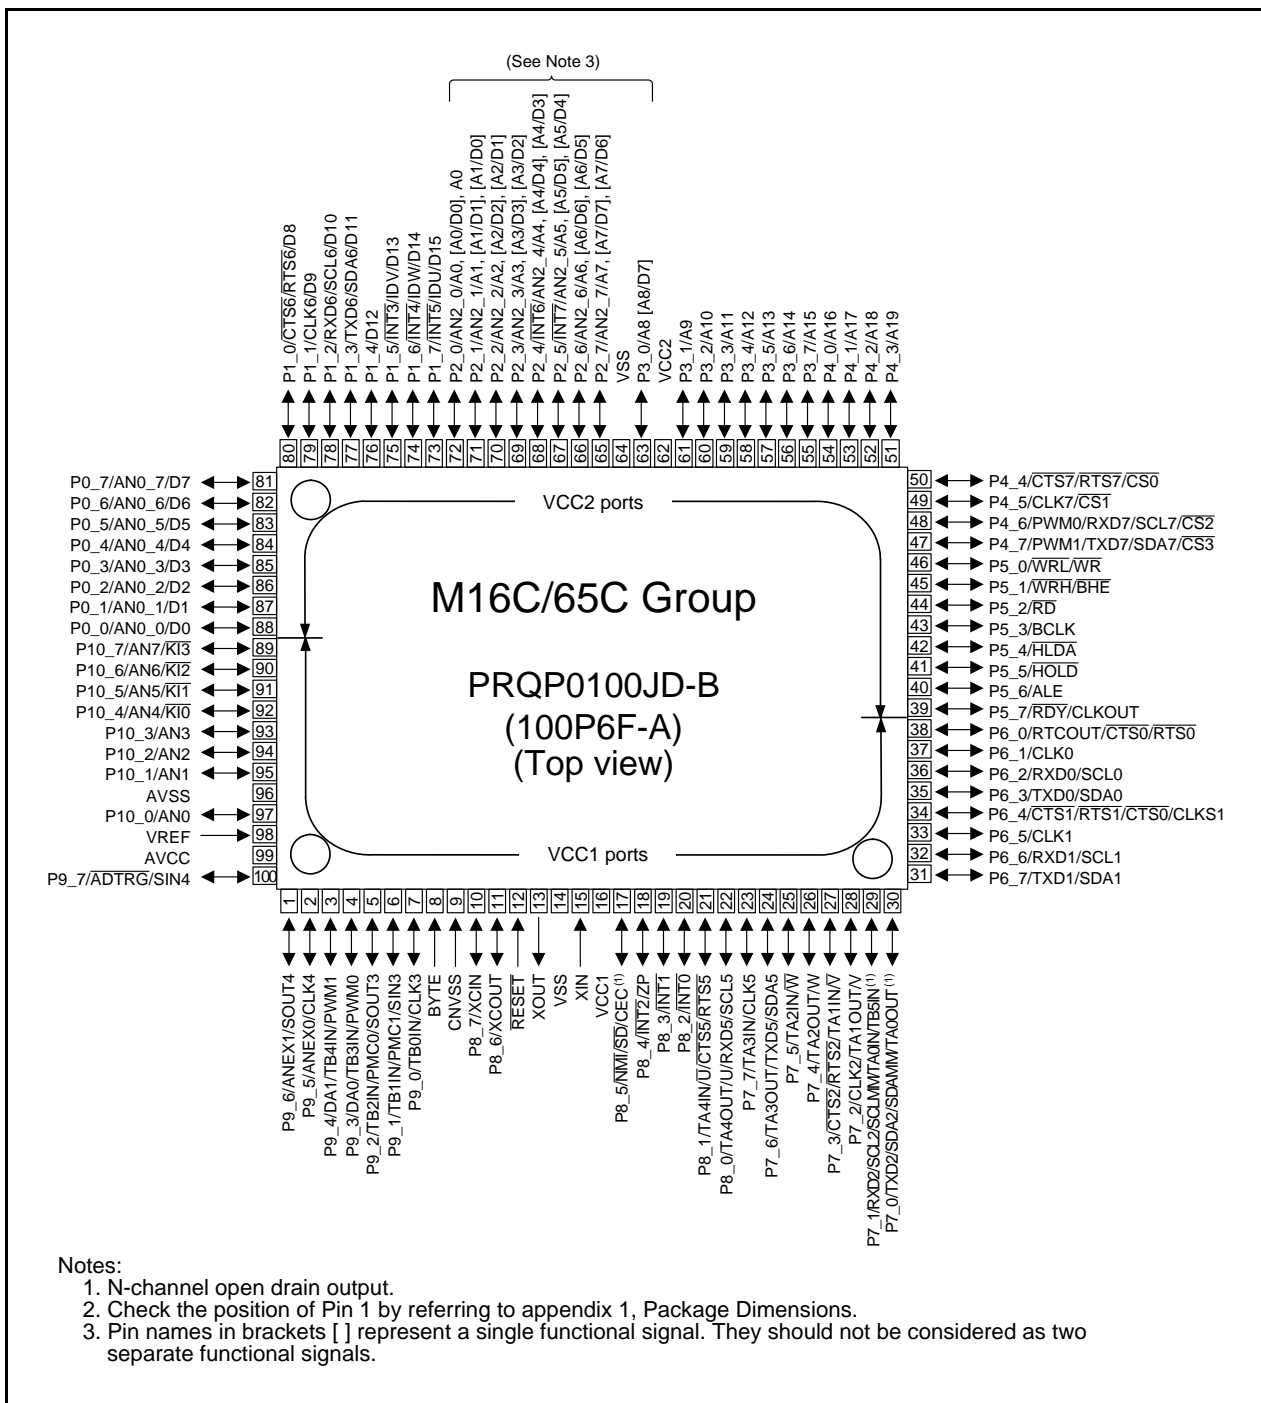 (See Note 3)
P1_0/CTS6/RTS6/D8
P1_1/CLK6/D9
P1_2/RXD6/SCL6/D10
P1_3/TXD6/SDA6/D11
P1_4/D12
P1_5/INT3/IDV/D13
P1_6/INT4/IDW/D14
P1_7/INT5/IDU/D15
P2_0/AN2_0/A0, [A0/D0], A0
P2_1/AN2_1/A1, [A1/D1], [A1/D0]
P2_2/AN2_2/A2, [A2/D2], [A2/D1]
P2_3/AN2_3/A3, [A3/D3], [A3/D2]
P2_4/INT6/AN2_4/A4, [A4/D4], [A4/D3]
P2_5/INT7/AN2_5/A5, [A5/D5], [A5/D4]
P2_6/AN2_6/A6, [A6/D6], [A6/D5]
P2_7/AN2_7/A7, [A7/D7], [A7/D6]
VSS
P3_0/A8 [A8/D7]
VCC2
P3_1/A9
P3_2/A10
P3_3/A11
P3_4/A12
P3_5/A13
P3_6/A14
P3_7/A15
P4_0/A16
P4_1/A17
P4_2/A18
P4_3/A19
80 79 78 77 76 75 74 73 72 71 70 69 68 67 66 65 64 63 62 61 60 59 58 57 56 55 54 53 52 51
P0_7/AN0_7/D7 81
P0_6/AN0_6/D6 82
P0_5/AN0_5/D5 83
P0_4/AN0_4/D4 84
P0_3/AN0_3/D3 85
P0_2/AN0_2/D2 86
P0_1/AN0_1/D1 87
P0_0/AN0_0/D0 88
P10_7/AN7/KI3 89
P10_6/AN6/KI2 90
P10_5/AN5/KI1 91
P10_4/AN4/KI0 92
P10_3/AN3 93
P10_2/AN2 94
P10_1/AN1 95
AVSS 96
P10_0/AN0 97
VREF 98
AVCC 99
P9_7/ADTRG/SIN4 100
VCC2 ports
M16C/65C Group
PRQP0100JD-B
(100P6F-A)
(Top view)
VCC1 ports
50 P4_4/CTS7/RTS7/CS0
49 P4_5/CLK7/CS1
48 P4_6/PWM0/RXD7/SCL7/CS2
47 P4_7/PWM1/TXD7/SDA7/CS3
46 P5_0/WRL/WR
45 P5_1/WRH/BHE
44 P5_2/RD
43 P5_3/BCLK
42 P5_4/HLDA
41 P5_5/HOLD
40 P5_6/ALE
39 P5_7/RDY/CLKOUT
38 P6_0/RTCOUT/CTS0/RTS0
37 P6_1/CLK0
36 P6_2/RXD0/SCL0
35 P6_3/TXD0/SDA0
34 P6_4/CTS1/RTS1/CTS0/CLKS1
33 P6_5/CLK1
32 P6_6/RXD1/SCL1
31 P6_7/TXD1/SDA1
1 2 3 4 5 6 7 8 9 10 11 12 13 14 15 16 17 18 19 20 21 22 23 24 25 26 27 28 29 30
P9_6/ANEX1/SOUT4
P9_5/ANEX0/CLK4
P9_4/DA1/TB4IN/PWM1
P9_3/DA0/TB3IN/PWM0
P9_2/TB2IN/PMC0/SOUT3
P9_1/TB1IN/PMC1/SIN3
P9_0/TB0IN/CLK3
BYTE
CNVSS
P8_7/XCIN
P8_6/XCOUT
RESET
XOUT
VSS
XIN
VCC1
P8_5/NMI/SD/CEC(1)
P8_4/INT2/ZP
P8_3/INT1
P8_2/INT0
P8_1/TA4IN/U/CTS5/RTS5
P8_0/TA4OUT/U/RXD5/SCL5
P7_7/TA3IN/CLK5
P7_6/TA3OUT/TXD5/SDA5
P7_5/TA2IN/W
P7_4/TA2OUT/W
P7_3/CTS2/RTS2/TA1IN/V
P7_2/CLK2/TA1OUT/V
P7_1/RXD2/SCL2/SCLMM/TA0IN/TB5IN(1)
P7_0/TXD2/SDA2/SDAMM/TA0OUT(1)
Notes:
1. N-channel open drain output.
2. Check the position of Pin 1 by referring to appendix 1, Package Dimensions.
3. Pin names in brackets [ ] represent a single functional signal. They should not be considered as two
separate functional signals.